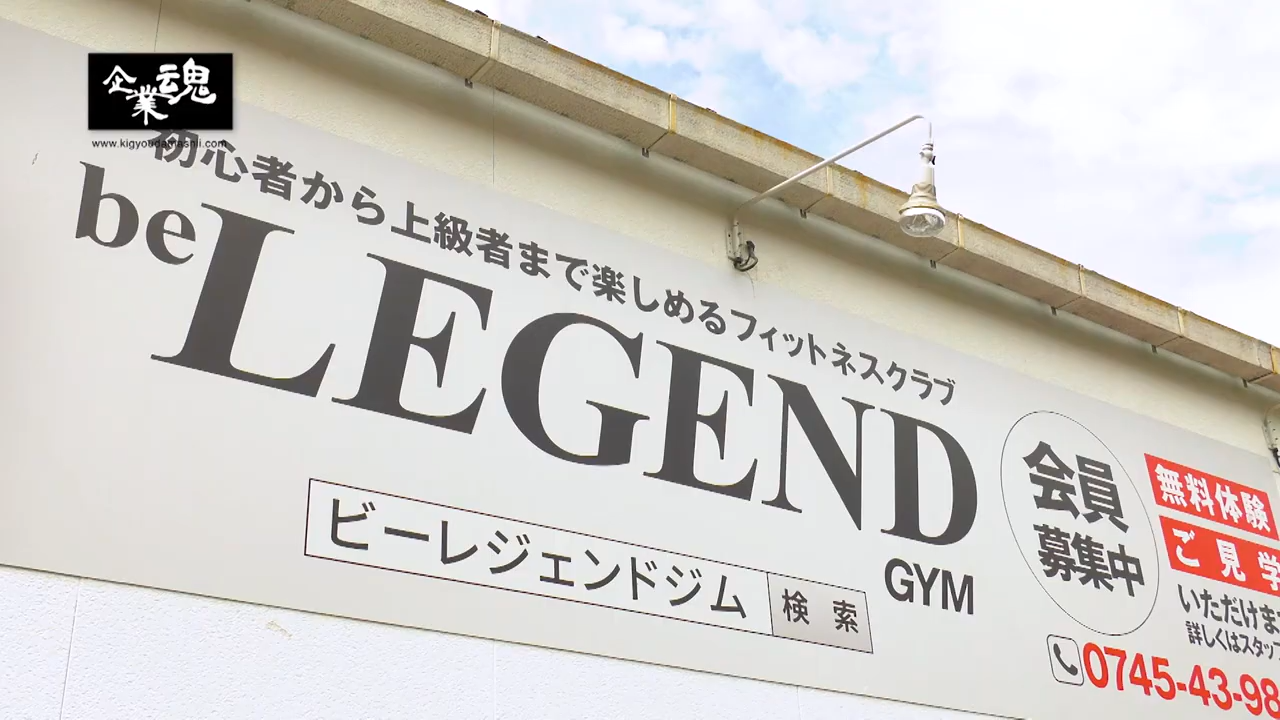 企業魂
www.kigyoudamashii.com
初心者から上級者まで楽しめるフィットネスクラブ
be LEGEND
GYM
ビーレジェンドジム 検索
会員
募集中
無料体験
ご見学
いただけま
詳しくはスタッフ
0745-43-98